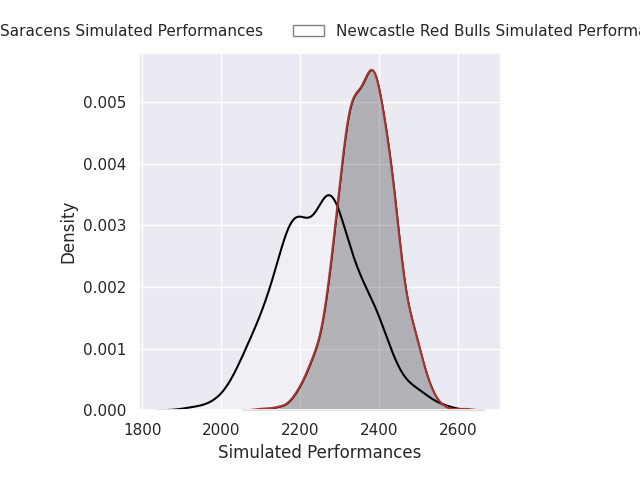 Saracens Simulated Performances
Newcastle Red Bulls Simulated Performa
0.005
0.004
0.003
0.002
0.001
0.000
Density
1800 2000 2200 2400 2600
Simulated Performances